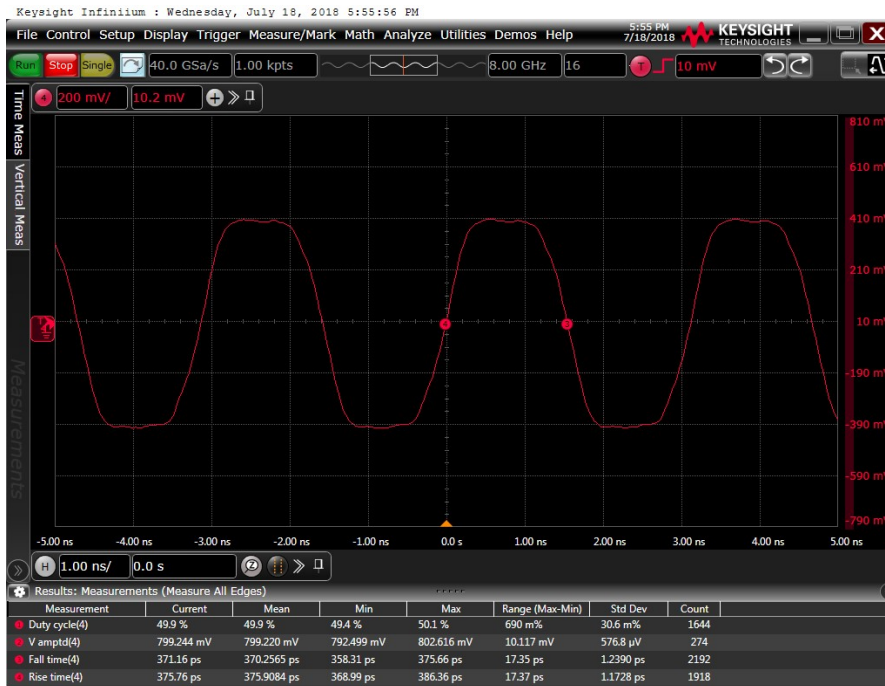 Keysight Infiniium : Wednesday, July 18, 2018 5:55:56 PM
File Control Setup Display Trigger Measure/Mark Math Analyze Utilities Demos Help
5:55 PM
7/18/2018
KEYSIGHT
TECHNOLOGIES
Run Stop Single 40.0 GSa/s 1.00 kpts 8.00 GHz 16 T 10 mV
4 200 mV/ 10.2 mV
Time Meas
Vertical Meas
Measurements
810 m
610 m
410 m
210 m
10 m
-190 m
-390 m
-590 m
-790 m
4 3
-5.00 ns -4.00 ns -3.00 ns -2.00 ns -1.00 ns 0.0 s 1.00 ns 2.00 ns 3.00 ns 4.00 ns 5.00 ns
H 1.00 ns/ 0.0 s
Results: Measurements (Measure All Edges)
Measurement Current Mean Min Max Range (Max-Min) Std Dev Count
1 Duty cycle(4) 49.9 % 49.9 % 49.4 % 50.1 % 690 m% 30.6 m% 1644
2 V amptd(4) 799.244 mV 799.220 mV 792.499 mV 802.616 mV 10.117 mV 576.8 µV 274
3 Fall time(4) 371.16 ps 370.2565 ps 358.31 ps 375.66 ps 17.35 ps 1.2390 ps 2192
4 Rise time(4) 375.76 ps 375.9084 ps 368.99 ps 386.36 ps 17.37 ps 1.1728 ps 1918